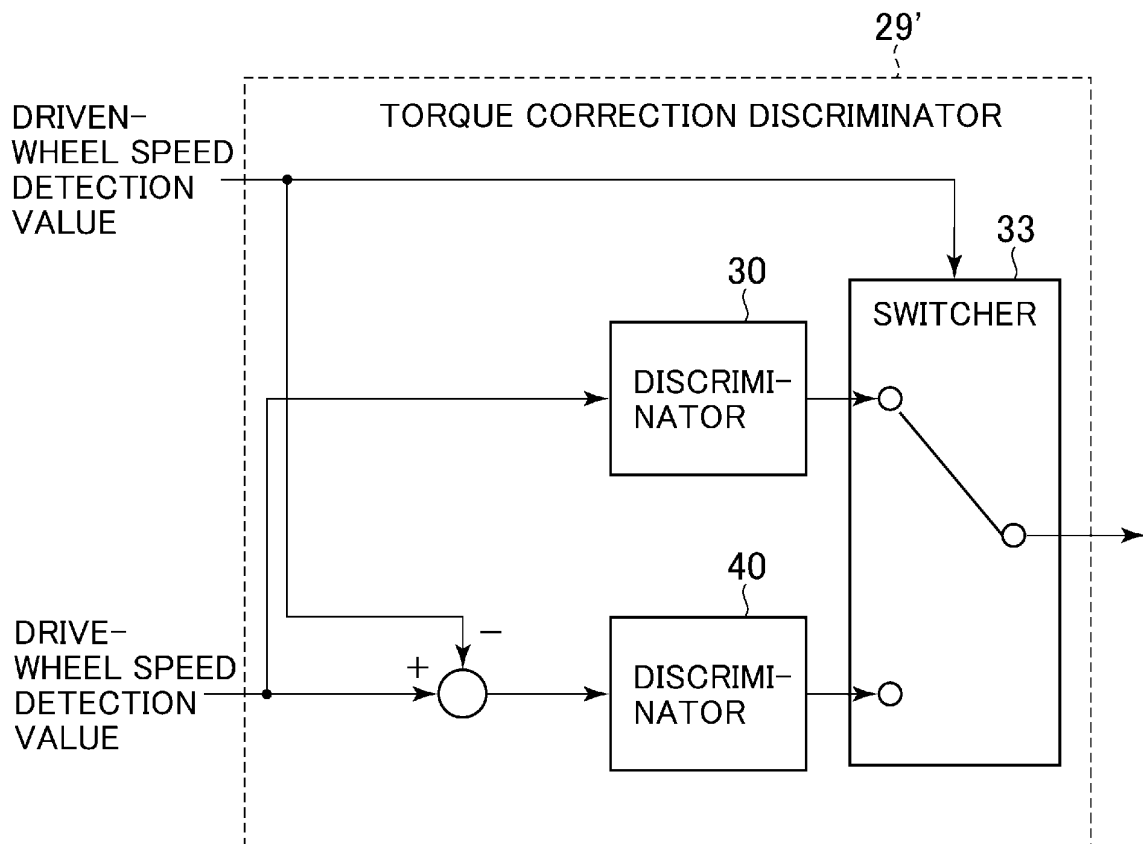 29'
TORQUE CORRECTION DISCRIMINATOR
DRIVEN-
WHEEL SPEED
DETECTION
VALUE
33
SWITCHER
30
DISCRIMI-
NATOR
40
DISCRIMI-
NATOR
DRIVE-
WHEEL SPEED
DETECTION
VALUE
+
−